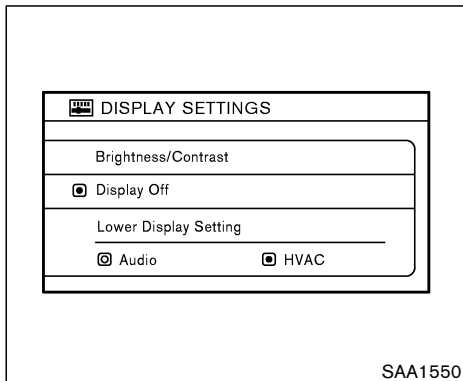 DISPLAY SETTINGS
Brightness/Contrast
Display Off
Lower Display Setting
Audio HVAC
SAA1550